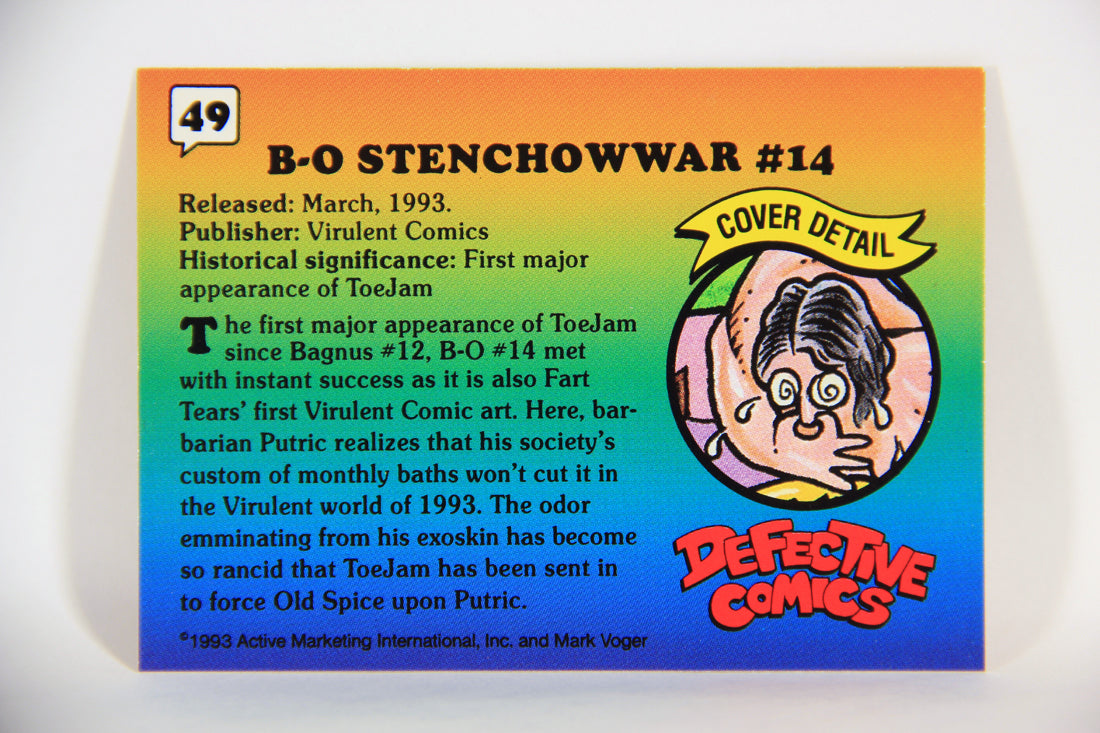 49
B-O STENCHOWWAR #14
Released: March, 1993.
Publisher: Virulent Comics
Historical significance: First major
appearance of ToeJam
The first major appearance of ToeJam
since Bagnus #12, B-O #14 met
with instant success as it is also Fart
Tears' first Virulent Comic art. Here, bar-
barian Putric realizes that his society's
custom of monthly baths won't cut it in
the Virulent world of 1993. The odor
emminating from his exoskin has become
so rancid that ToeJam has been sent in
to force Old Spice upon Putric.
©1993 Active Marketing International, Inc. and Mark Voger
COVER DETAIL
DEFECTIVE
COMICS